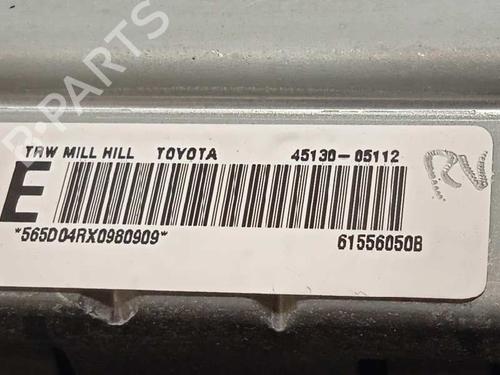 TRW MILL HILL TOYOTA 45130-05112
E
*565D04RX0980909* 61556050B
B-PARTS